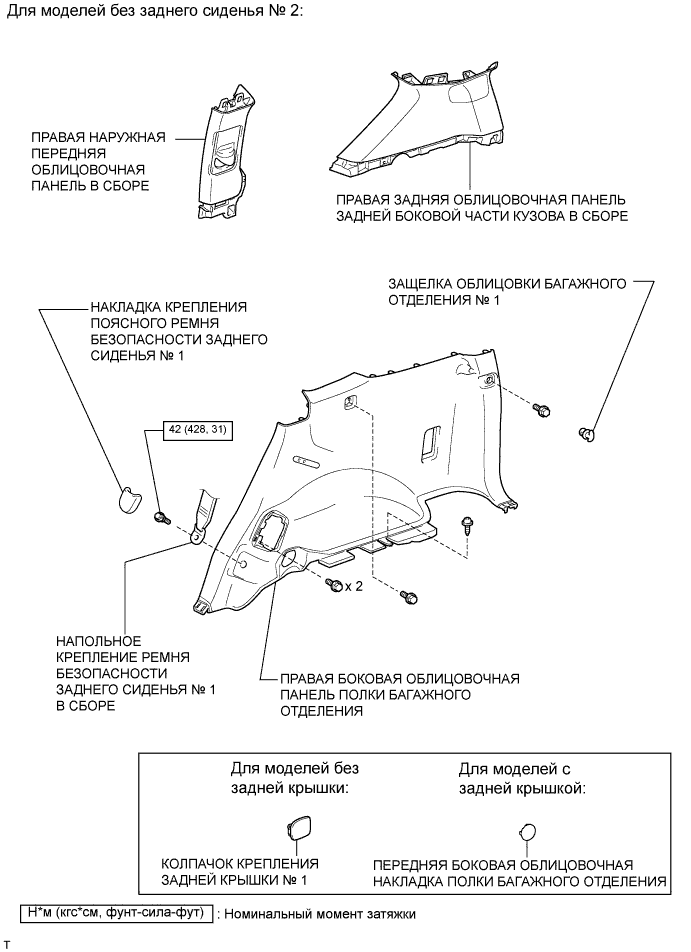 Для моделей без заднего сиденья № 2:
ПРАВАЯ НАРУЖНАЯ
ПЕРЕДНЯЯ
ОБЛИЦОВОЧНАЯ
ПАНЕЛЬ В СБОРЕ
ПРАВАЯ ЗАДНЯЯ ОБЛИЦОВОЧНАЯ ПАНЕЛЬ
ЗАДНЕЙ БОКОВОЙ ЧАСТИ КУЗОВА В СБОРЕ
ЗАЩЕЛКА ОБЛИЦОВКИ БАГАЖНОГО
ОТДЕЛЕНИЯ № 1
НАКЛАДКА КРЕПЛЕНИЯ
ПОЯСНОГО РЕМНЯ
БЕЗОПАСНОСТИ ЗАДНЕГО
СИДЕНЬЯ № 1
42 (428, 31)
x 2
НАПОЛЬНОЕ
КРЕПЛЕНИЕ РЕМНЯ
БЕЗОПАСНОСТИ
ЗАДНЕГО СИДЕНЬЯ № 1
В СБОРЕ
ПРАВАЯ БОКОВАЯ ОБЛИЦОВОЧНАЯ
ПАНЕЛЬ ПОЛКИ БАГАЖНОГО
ОТДЕЛЕНИЯ
Для моделей без
задней крышки:
КОЛПАЧОК КРЕПЛЕНИЯ
ЗАДНЕЙ КРЫШКИ № 1
Для моделей с
задней крышкой:
ПЕРЕДНЯЯ БОКОВАЯ ОБЛИЦОВОЧНАЯ
НАКЛАДКА ПОЛКИ БАГАЖНОГО ОТДЕЛЕНИЯ
Н*м (кгс*см, фунт-сила-фут) : Номинальный момент затяжки
T